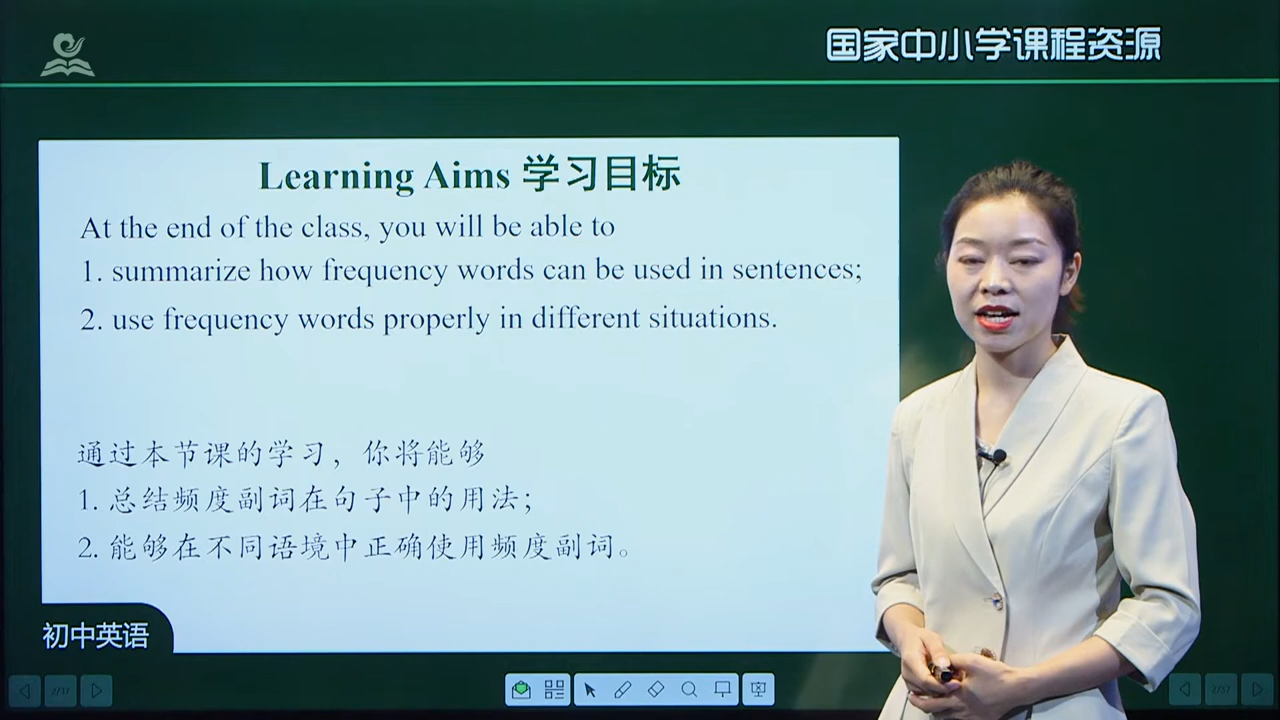 国家中小学课程资源
Learning Aims 学习目标
At the end of the class, you will be able to
1. summarize how frequency words can be used in sentences;
2. use frequency words properly in different situations.
通过本节课的学习，你将能够
1. 总结频度副词在句子中的用法；
2. 能够在不同语境中正确使用频度副词。
初中英语